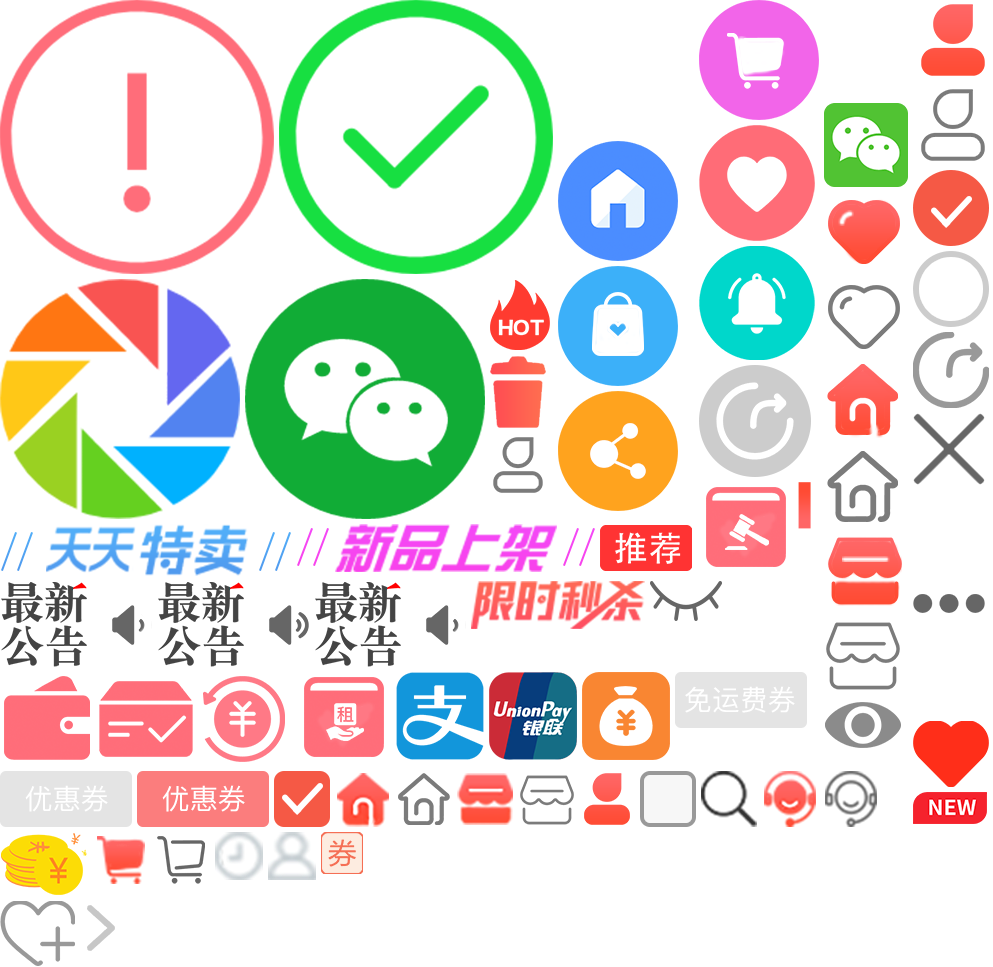 HOT
// 天天特卖 //
// 新品上架 //
推荐
最新
公告
最新
公告
最新
公告
限时秒杀
¥
租
支
UnionPay
银联
¥
免运费券
优惠券
优惠券
NEW
¥
¥
券